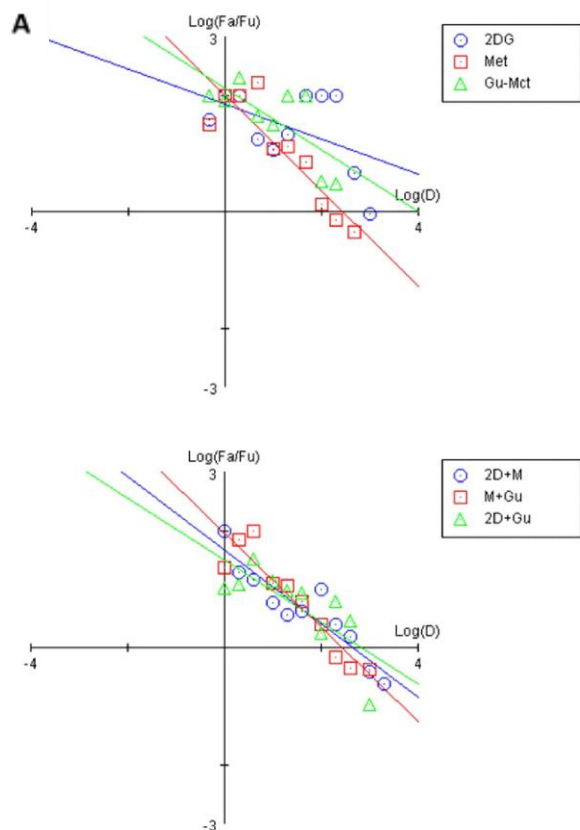 A
Log(Fa/Fu)
3
2DG
Met
Gu-Mct
Log(D)
-4
4
-3
Log(Fa/Fu)
3
2D+M
M+Gu
2D+Gu
Log(D)
-4
4
-3